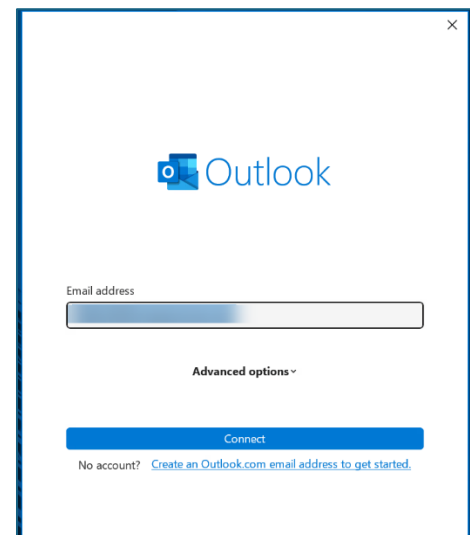 Outlook
Email address
Advanced options
Connect
No account? Create an Outlook.com email address to get started.